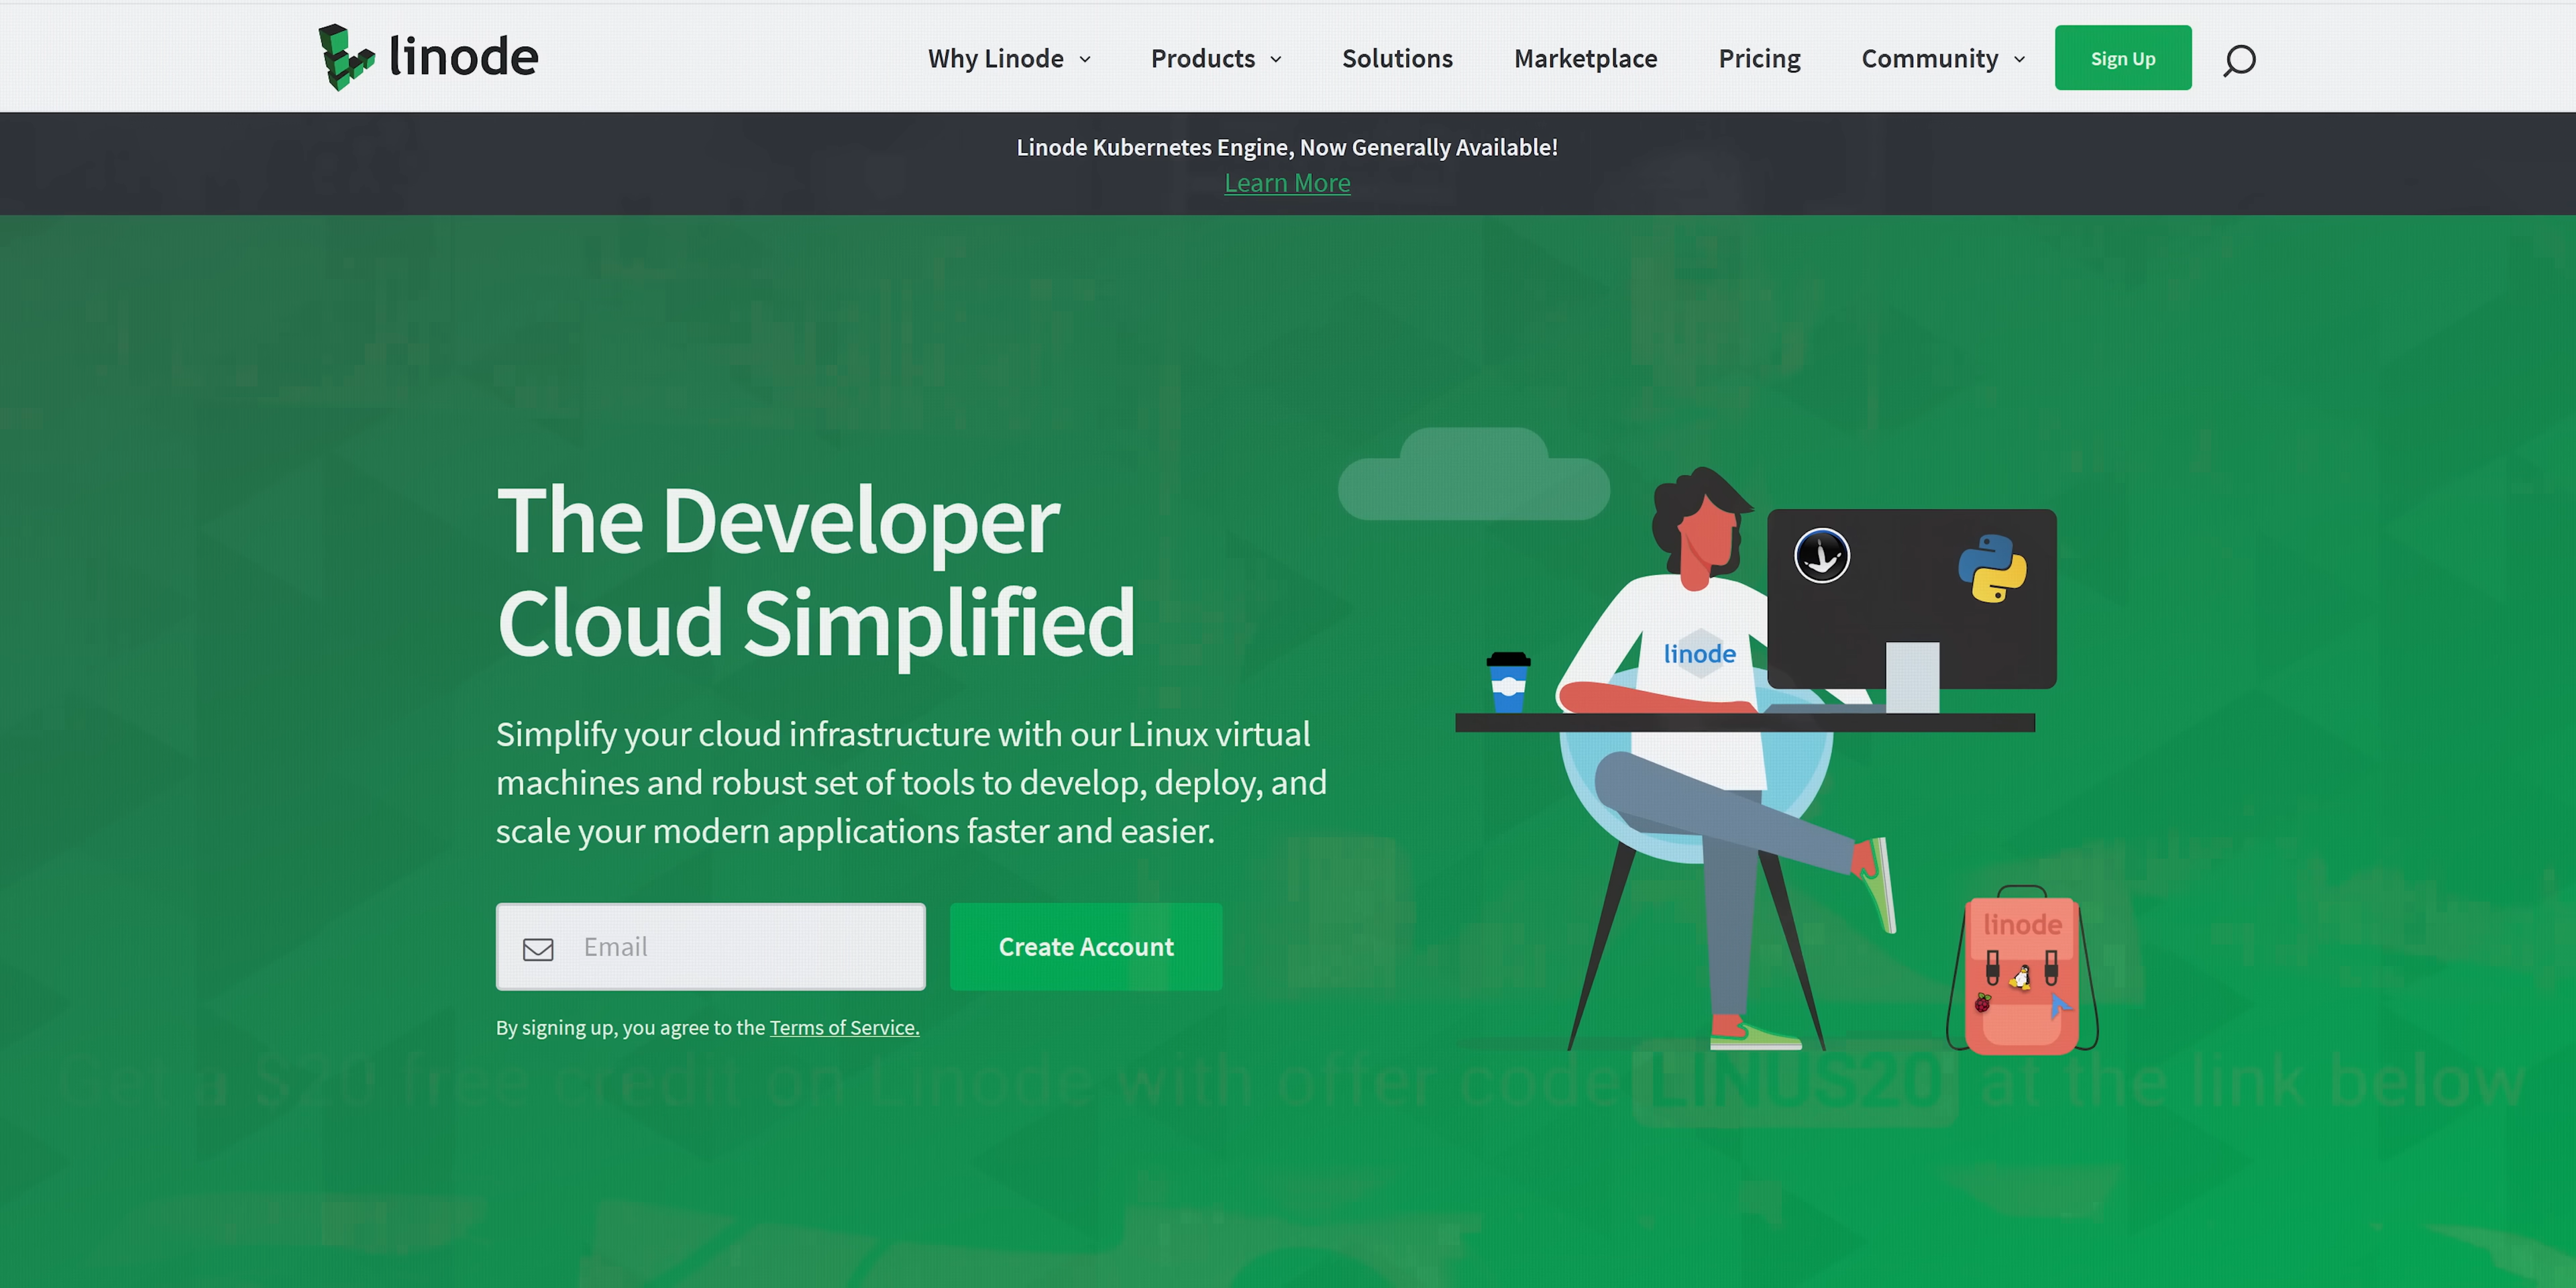 linode
Why Linode
Products
Solutions
Marketplace
Pricing
Community
Sign Up
Linode Kubernetes Engine, Now Generally Available!
Learn More
The Developer
Cloud Simplified
Simplify your cloud infrastructure with our Linux virtual
machines and robust set of tools to develop, deploy, and
scale your modern applications faster and easier.
Email
Create Account
By signing up, you agree to the Terms of Service.
linode
linode
Get a $20 free credit on Linode with offer code LINUS20 at the link below